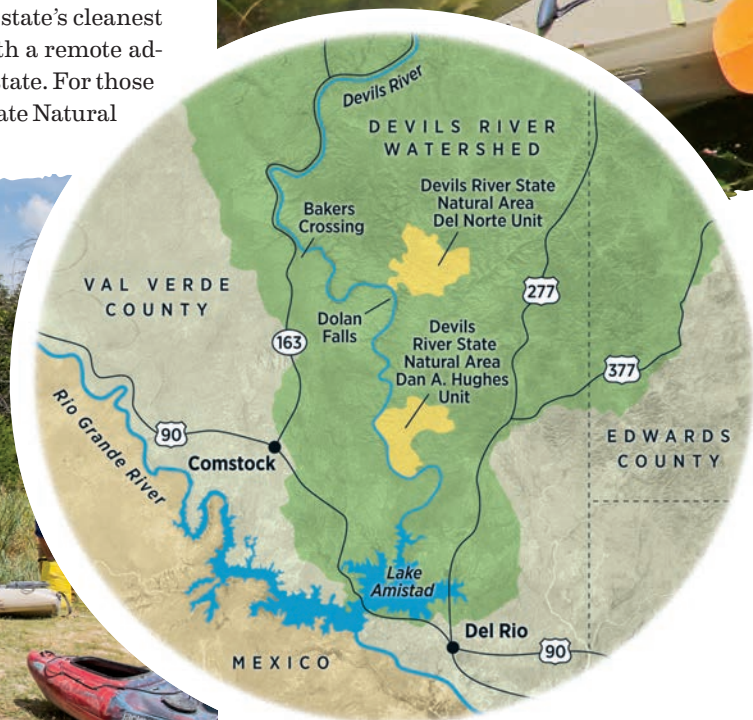 state's cleanest
th a remote ad-
state. For those
ate Natural
Devils River
DEVILS RIVER
WATERSHED
Devils River State
Natural Area
Del Norte Unit
Bakers
Crossing
VAL VERDE
COUNTY
277
Dolan
Falls
163
Devils
River State
Natural Area
Dan A. Hughes
Unit
377
Rio Grande River
90
Comstock
EDWARDS
COUNTY
Lake
Amistad
Del Rio
90
MEXICO